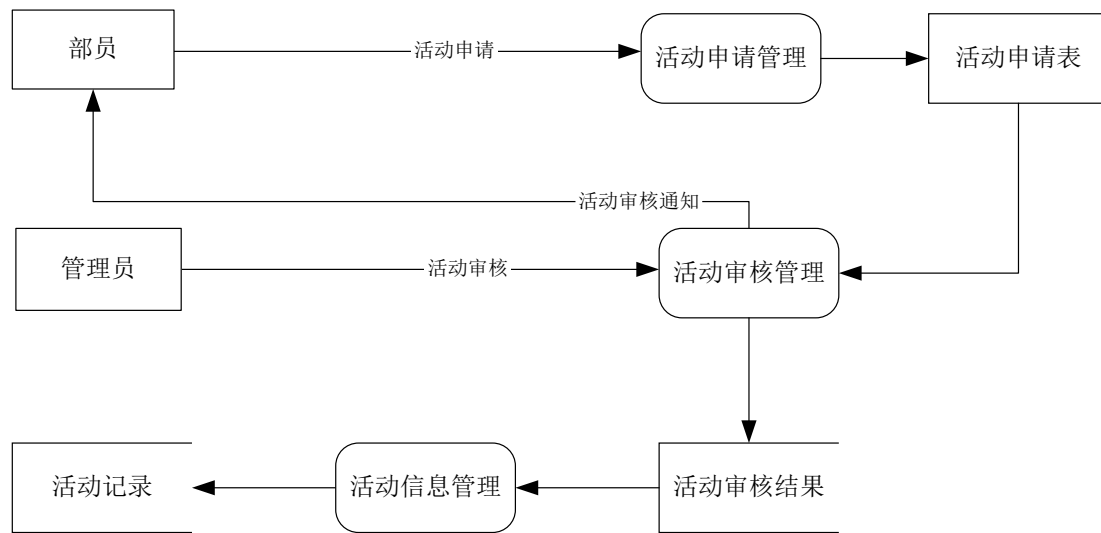 部员
活动申请
活动申请管理
活动申请表
活动审核通知
管理员
活动审核
活动审核管理
活动记录
活动信息管理
活动审核结果